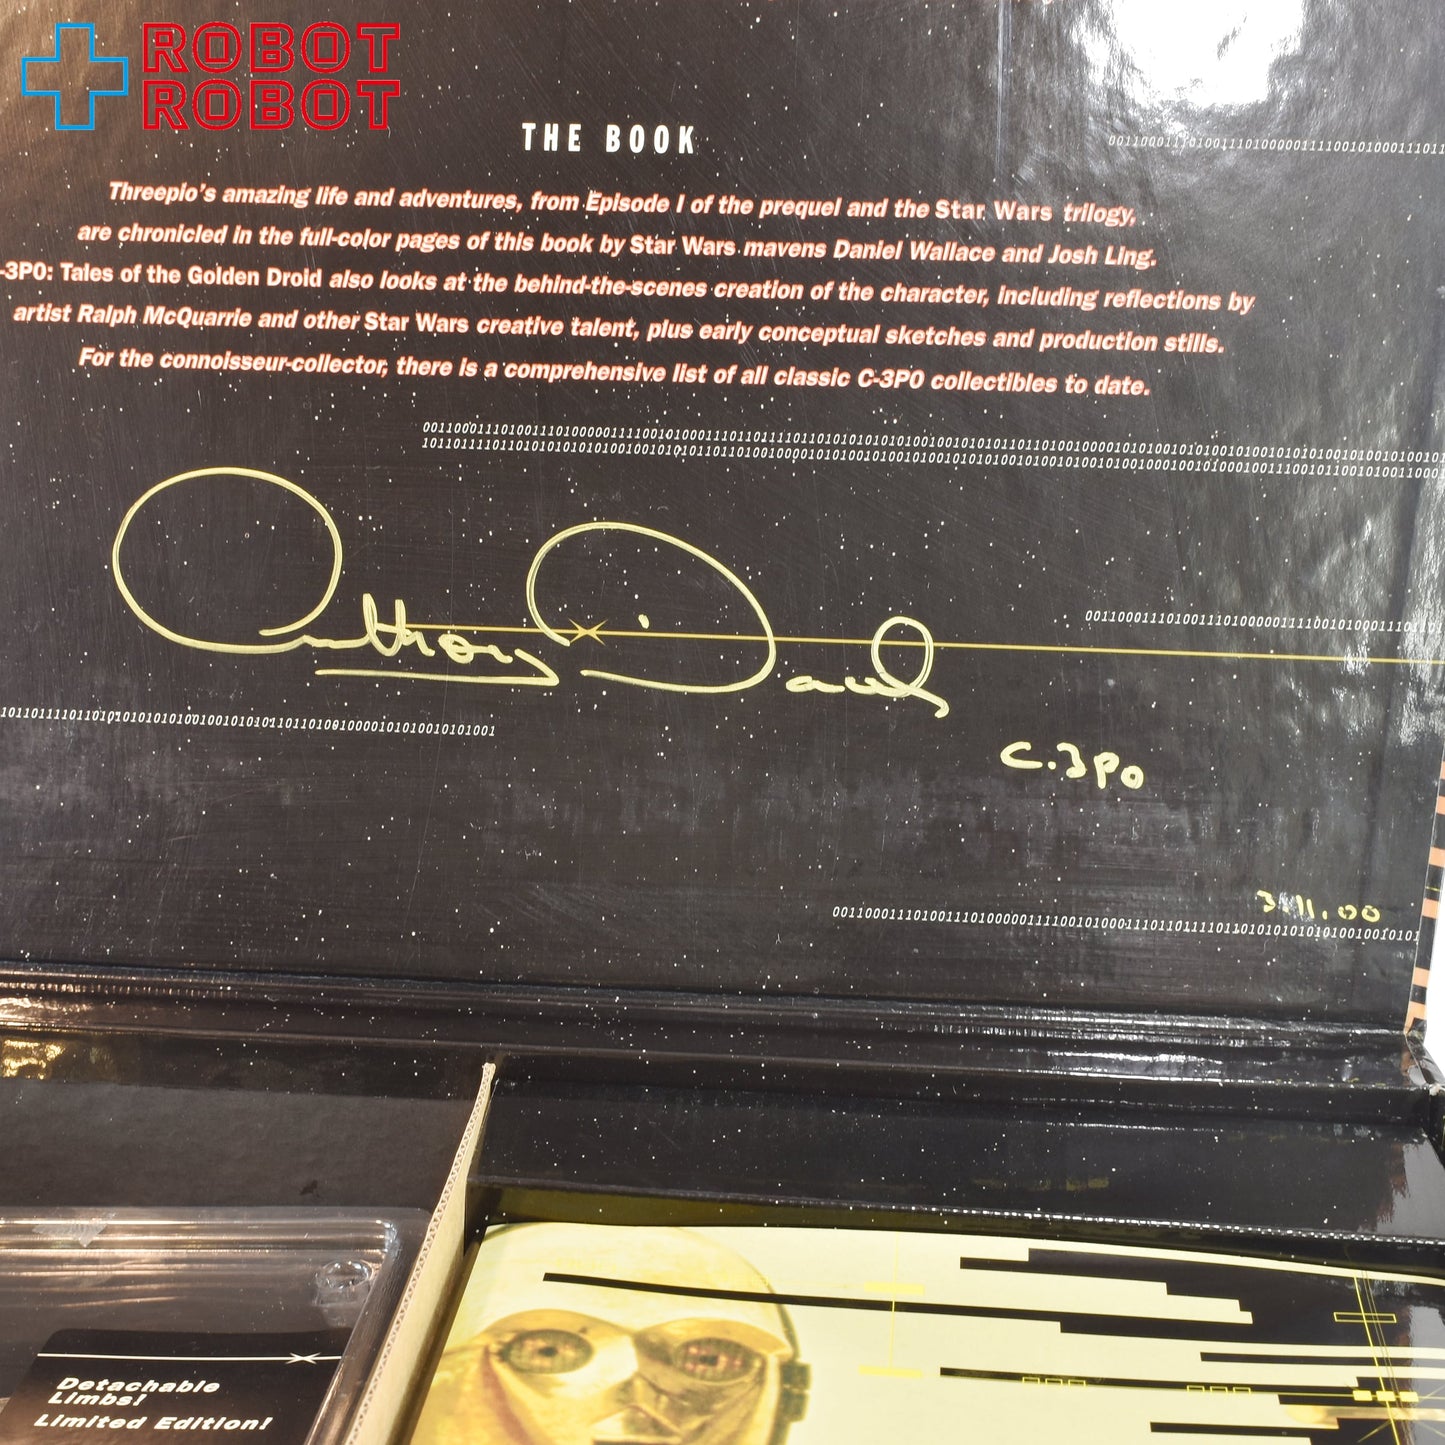 ROBOT
ROBOT
THE BOOK
Threepio's amazing life and adventures, from Episode I of the prequel and the Star Wars trilogy,
are chronicled in the full-color pages of this book by Star Wars mavens Daniel Wallace and Josh Ling.
-3PO: Tales of the Golden Droid also looks at the behind-the-scenes creation of the character, including reflections by
artist Ralph McQuarrie and other Star Wars creative talent, plus early conceptual sketches and production stills.
For the connoisseur-collector, there is a comprehensive list of all classic C-3PO collectibles to date.
Anthony Daniels
C.3PO
3.11.00
Detachable
Limbs!
Limited Edition!